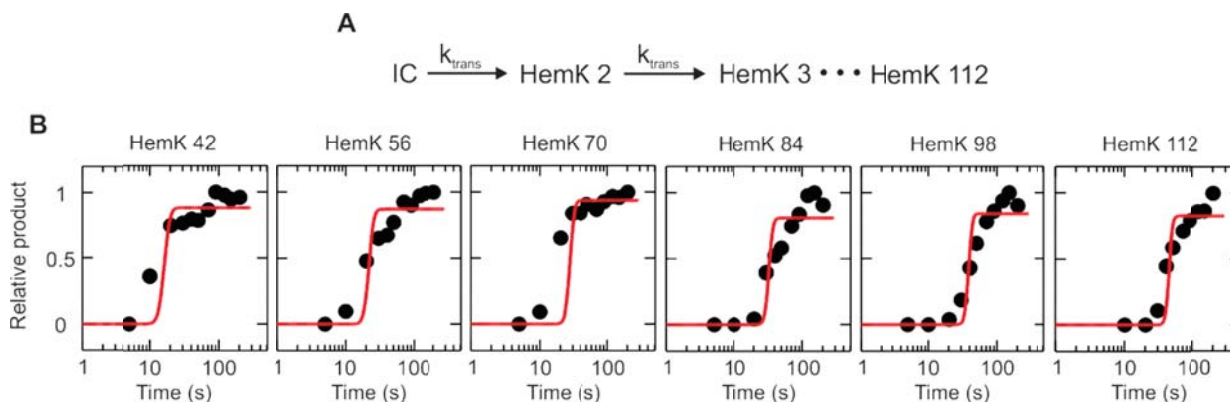 A
k_trans k_trans
IC → HemK 2 → HemK 3 • • • HemK 112
B
HemK 42 HemK 56 HemK 70 HemK 84 HemK 98 HemK 112
Relative product
1
0.5
0
1 10 100 1 10 100 1 10 100 1 10 100 1 10 100 1 10 100
Time (s) Time (s) Time (s) Time (s) Time (s) Time (s)